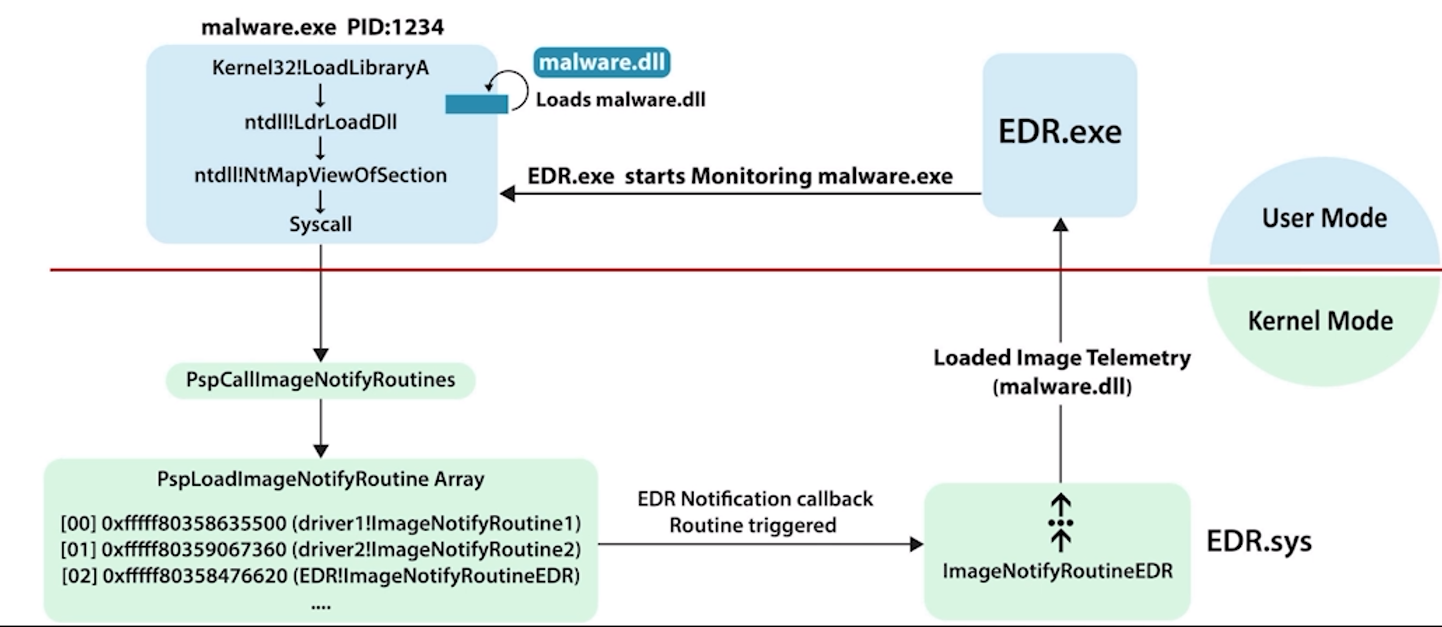 malware.exe  PID:1234
Kernel32!LoadLibraryA
ntdll!LdrLoadDll
ntdll!NtMapViewOfSection
Syscall
malware.dll
Loads malware.dll
EDR.exe  starts Monitoring malware.exe
EDR.exe
User Mode
Kernel Mode
PspCallImageNotifyRoutines
PspLoadImageNotifyRoutine Array
[00] 0xfffff80358635500 (driver1!ImageNotifyRoutine1)
[01] 0xfffff80359067360 (driver2!ImageNotifyRoutine2)
[02] 0xfffff80358476620 (EDR!ImageNotifyRoutineEDR)
....
EDR Notification callback
Routine triggered
Loaded Image Telemetry
(malware.dll)
ImageNotifyRoutineEDR
EDR.sys